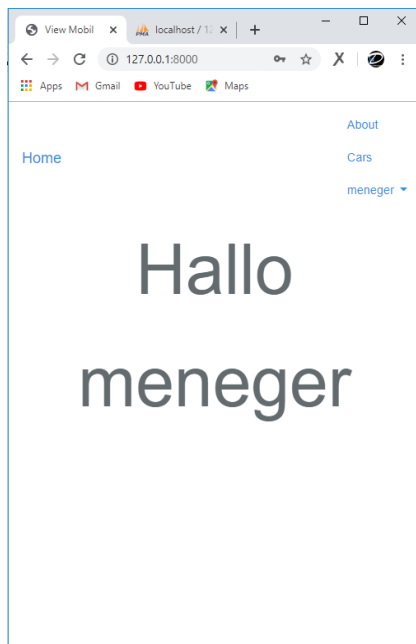 View Mobil
localhost / 12
127.0.0.1:8000
Apps Gmail YouTube Maps
About
Home
Cars
meneger
Hallo
meneger